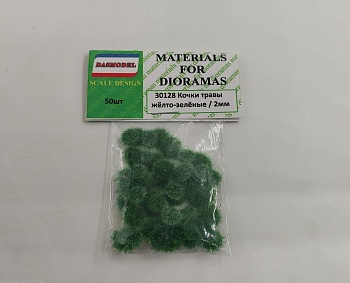 DASMODEL
SCALE DESIGN
50шт
MATERIALS
FOR
DIORAMAS
30128 Кочки травы
жёлто-зелёные / 2мм